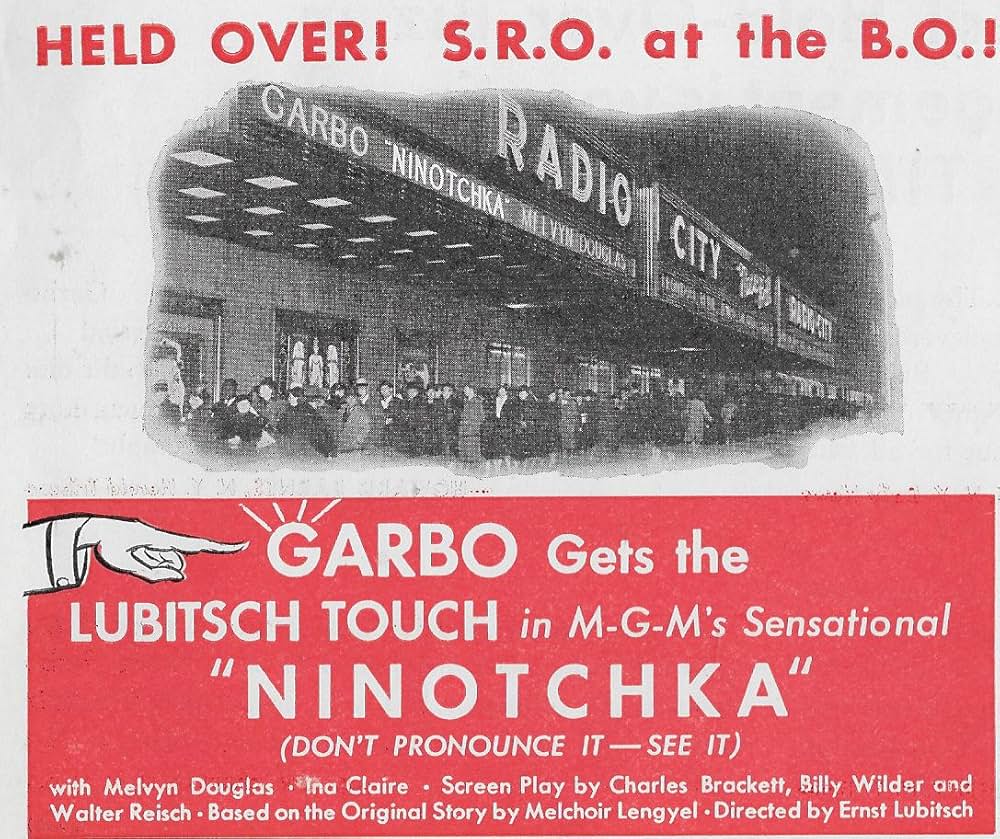 HELD OVER! S.R.O. at the B.O.!
GARBO "NINOTCHKA" MELVYN DOUGLAS
RADIO
CITY
RADIO-CITY
GARBO Gets the
LUBITSCH TOUCH in M-G-M's Sensational
"NINOTCHKA"
(DON'T PRONOUNCE IT — SEE IT)
with Melvyn Douglas · Ina Claire · Screen Play by Charles Brackett, Billy Wilder and
Walter Reisch · Based on the Original Story by Melchoir Lengyel · Directed by Ernst Lubitsch